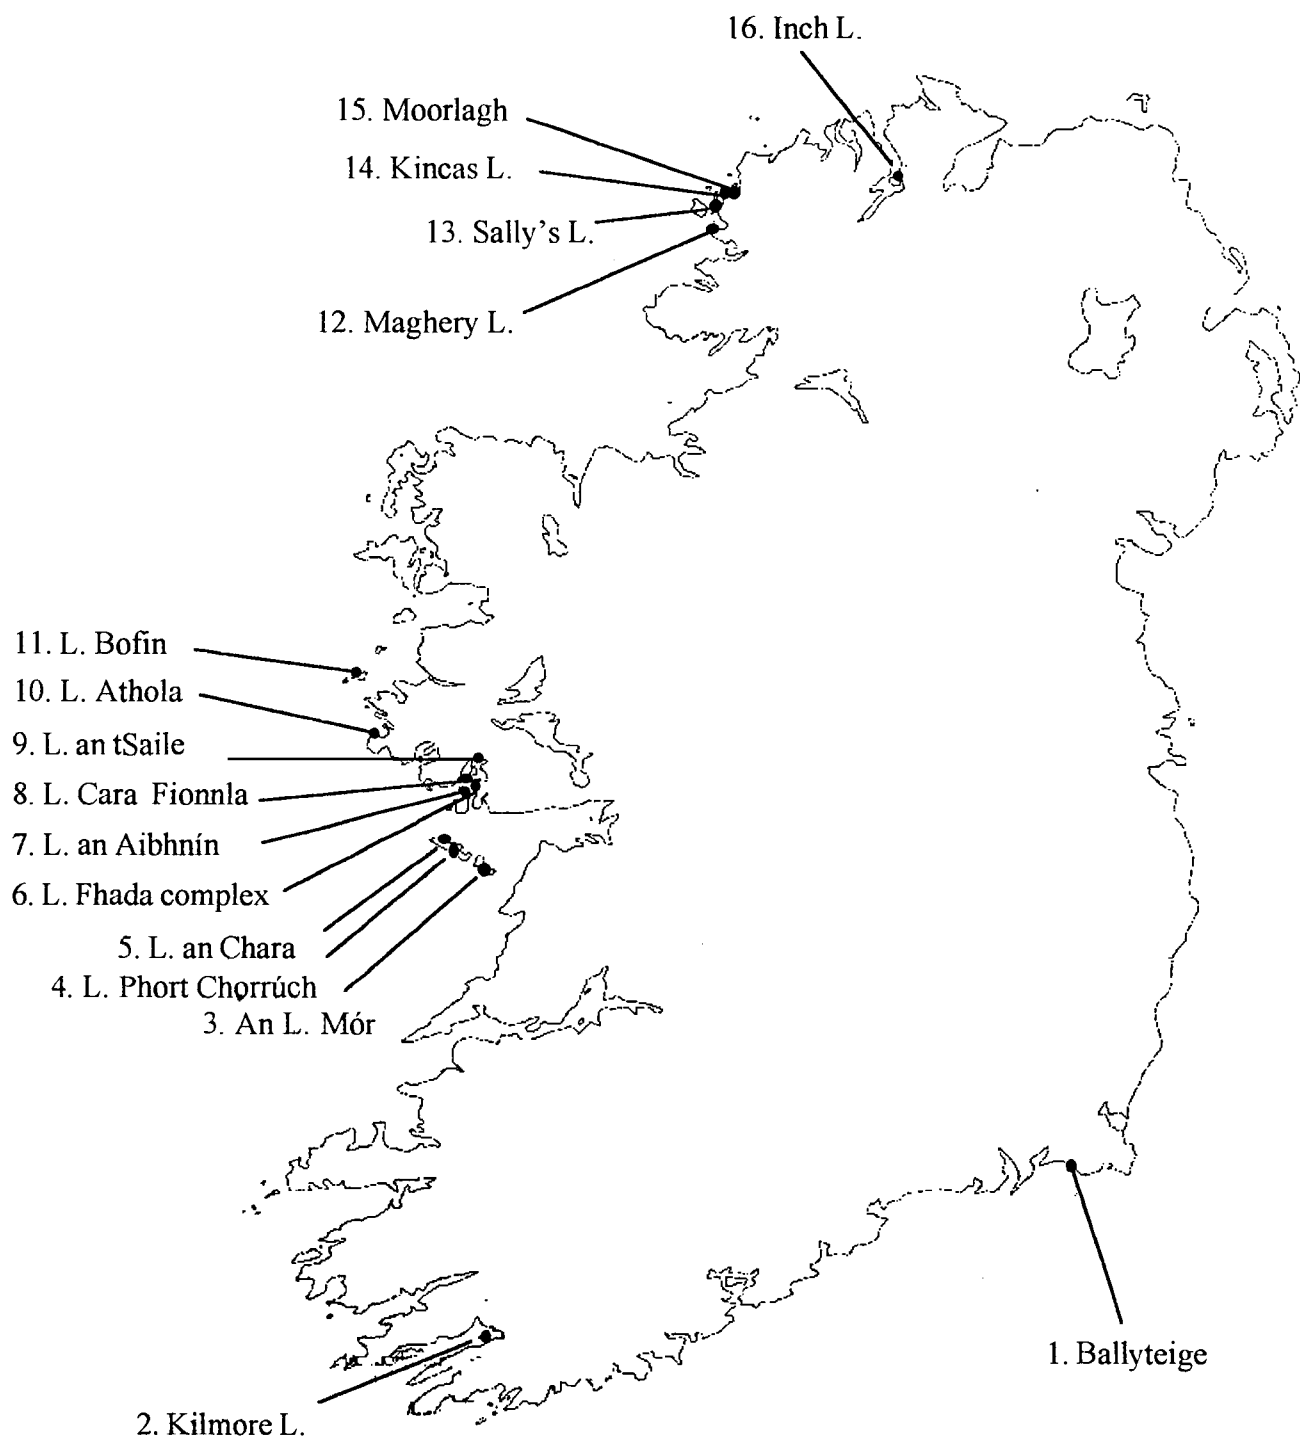 16. Inch L.
15. Moorlagh
14. Kincas L.
13. Sally's L.
12. Maghery L.
11. L. Bofin
10. L. Athola
9. L. an tSaile
8. L. Cara Fionnla
7. L. an Aibhnín
6. L. Fhada complex
5. L. an Chara
4. L. Phort Chorrúch
3. An L. Mór
1. Ballyteige
2. Kilmore L.